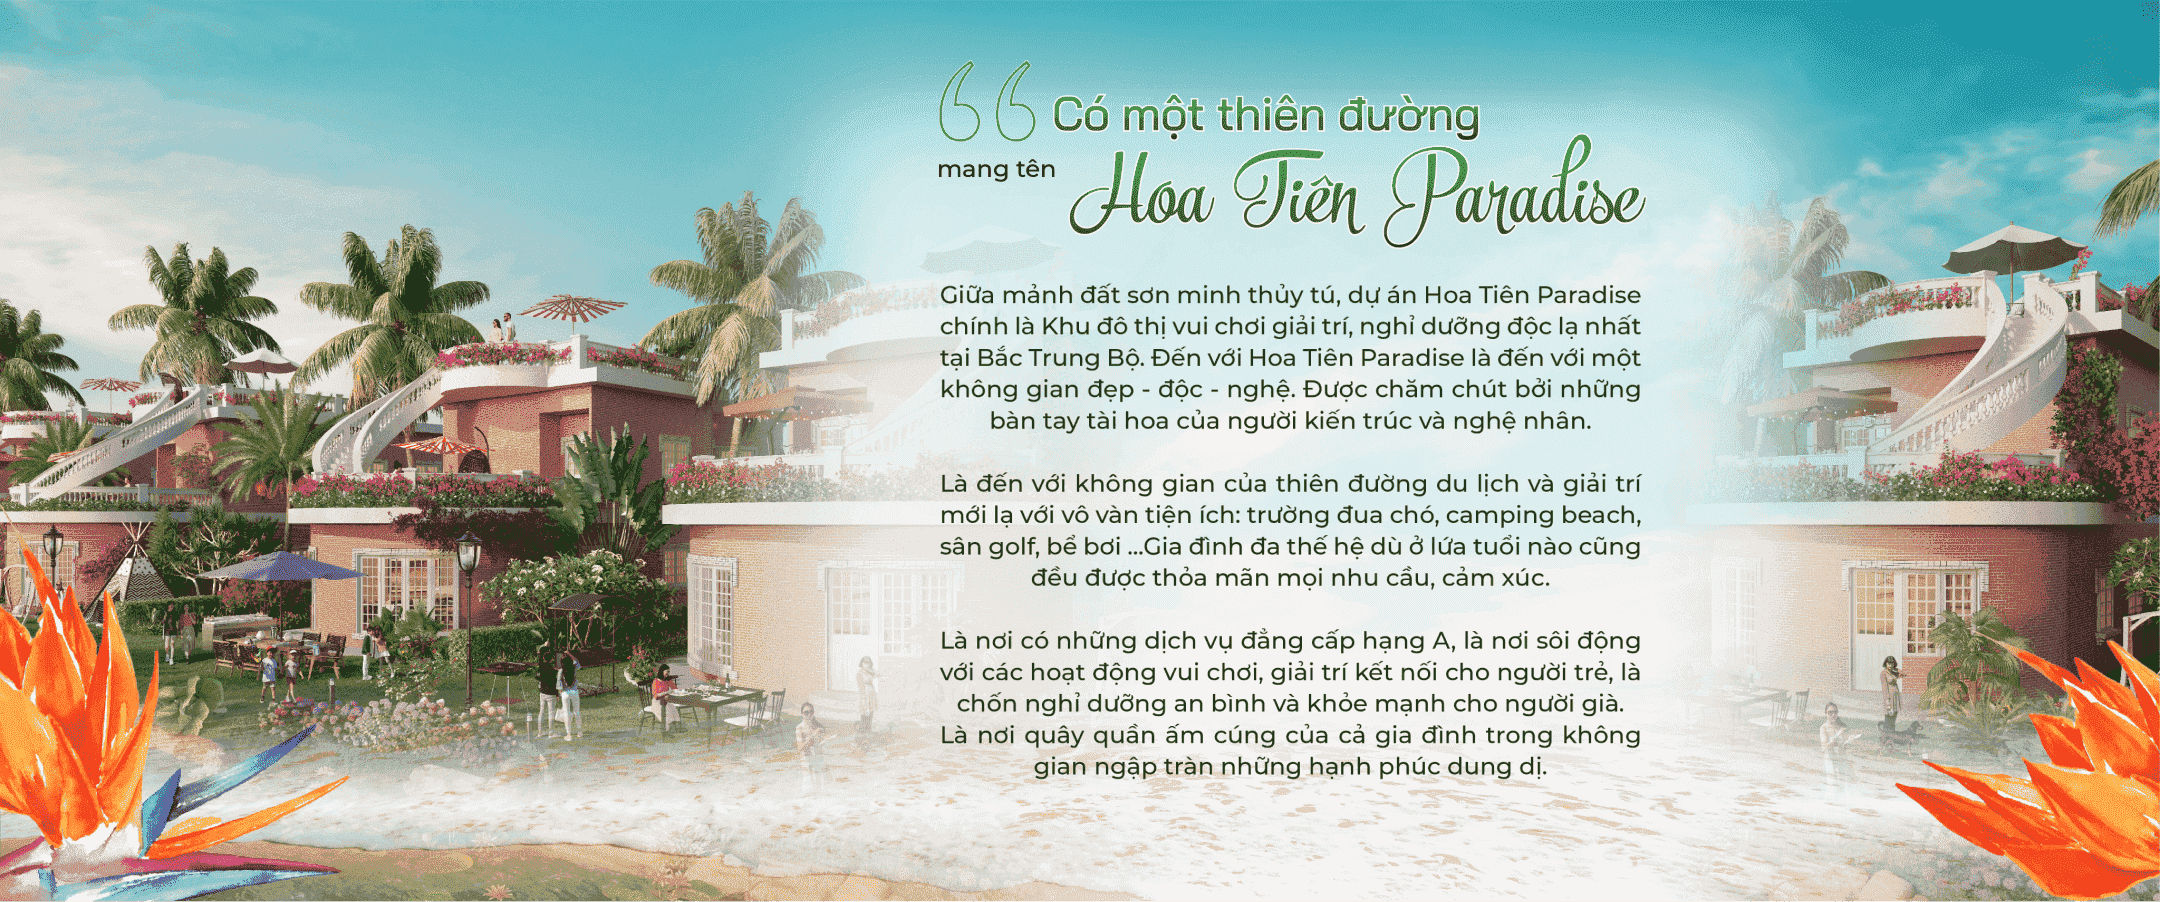 “ Có một thiên đường
mang tên
Hoa Tiên Paradise
Giữa mảnh đất sơn minh thủy tú, dự án Hoa Tiên Paradise
chính là Khu đô thị vui chơi giải trí, nghỉ dưỡng độc lạ nhất
tại Bắc Trung Bộ. Đến với Hoa Tiên Paradise là đến với một
không gian đẹp - độc - nghệ. Được chăm chút bởi những
bàn tay tài hoa của người kiến trúc và nghệ nhân.
Là đến với không gian của thiên đường du lịch và giải trí
mới lạ với vô vàn tiện ích: trường đua chó, camping beach,
sân golf, bể bơi ...Gia đình đa thế hệ dù ở lứa tuổi nào cũng
đều được thỏa mãn mọi nhu cầu, cảm xúc.
Là nơi có những dịch vụ đẳng cấp hạng A, là nơi sôi động
với các hoạt động vui chơi, giải trí kết nối cho người trẻ, là
chốn nghỉ dưỡng an bình và khỏe mạnh cho người già.
Là nơi quây quần ấm cúng của cả gia đình trong không
gian ngập tràn những hạnh phúc dung dị.